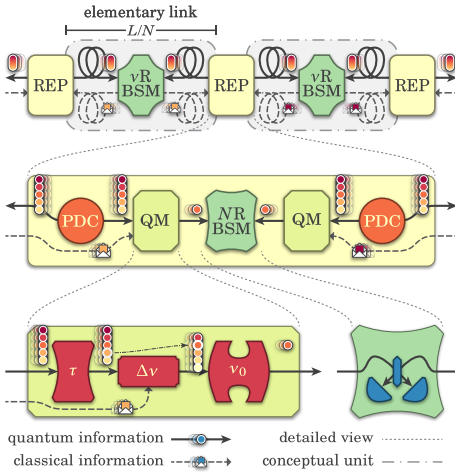 elementary link
L/N
REP
νR
BSM
REP
νR
BSM
REP
PDC
QM
NR
BSM
QM
PDC
τ
Δν
ν₀
quantum information
classical information
detailed view
conceptual unit